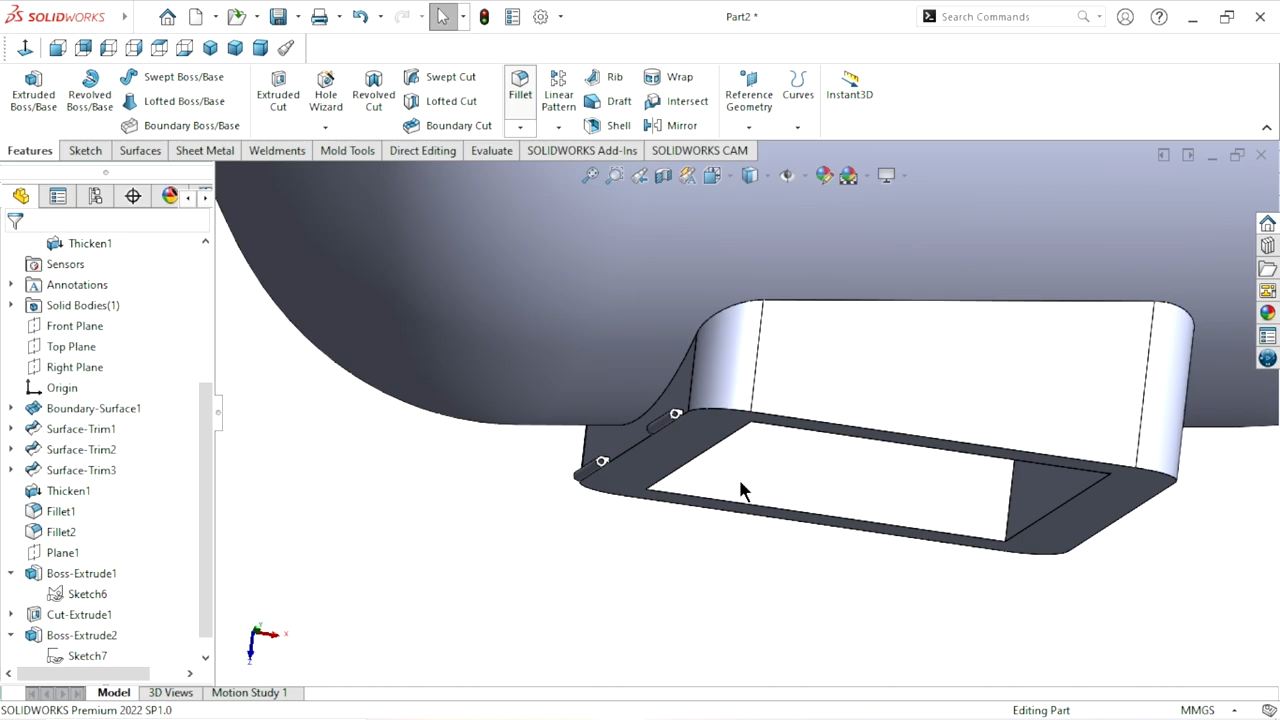 SOLIDWORKS
Part2 *
Search Commands
Extruded Boss/Base
Revolved Boss/Base
Swept Boss/Base
Lofted Boss/Base
Boundary Boss/Base
Extruded Cut
Hole Wizard
Revolved Cut
Swept Cut
Lofted Cut
Boundary Cut
Fillet
Linear Pattern
Rib
Draft
Shell
Wrap
Intersect
Mirror
Reference Geometry
Curves
Instant3D
Features
Sketch
Surfaces
Sheet Metal
Weldments
Mold Tools
Direct Editing
Evaluate
SOLIDWORKS Add-Ins
SOLIDWORKS CAM
Thicken1
Sensors
Annotations
Solid Bodies(1)
Front Plane
Top Plane
Right Plane
Origin
Boundary-Surface1
Surface-Trim1
Surface-Trim2
Surface-Trim3
Thicken1
Fillet1
Fillet2
Plane1
Boss-Extrude1
Sketch6
Cut-Extrude1
Boss-Extrude2
Sketch7
Y
X
Z
Model
3D Views
Motion Study 1
SOLIDWORKS Premium 2022 SP1.0
Editing Part
MMGS